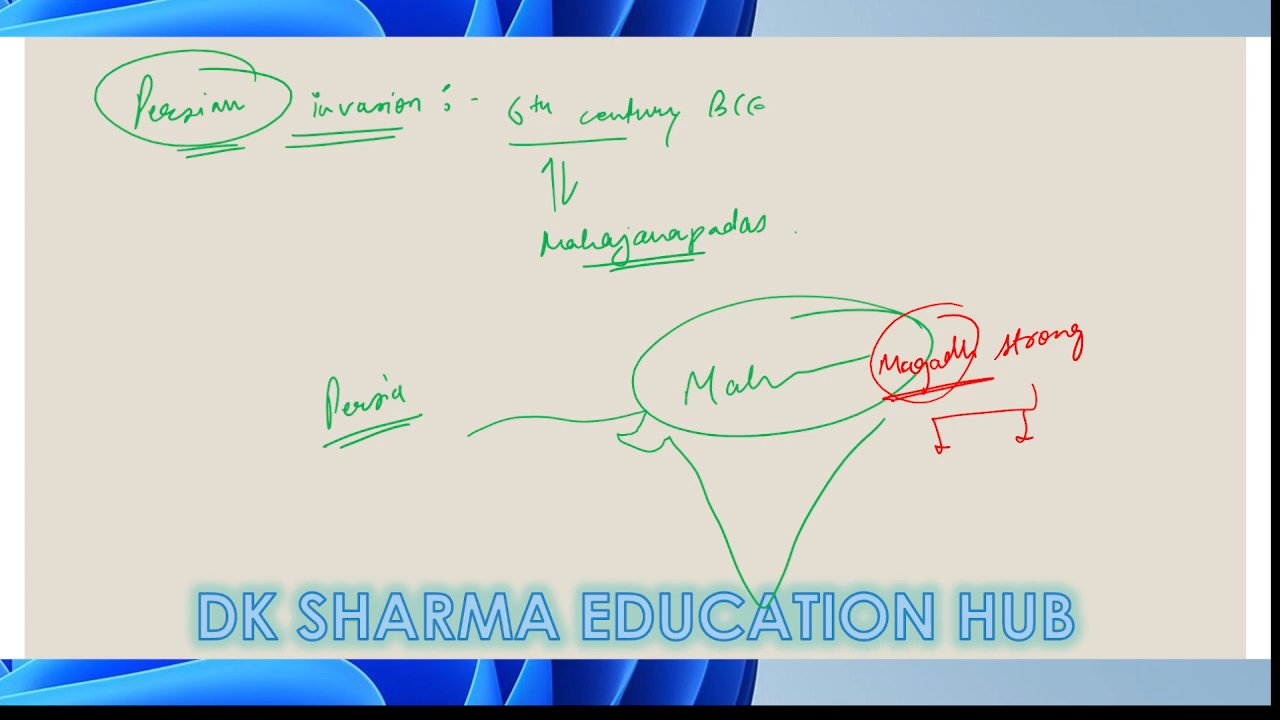 Persian invasion :- 6th century BCE
Mahajanapadas.
Magadh strong
Mah
Persia
DK SHARMA EDUCATION HUB